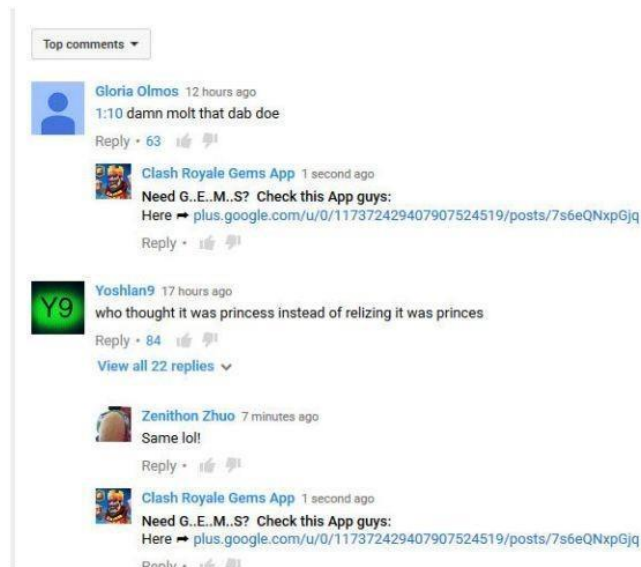 Top comments
Gloria Olmos 12 hours ago
1:10 damn molt that dab doe
Reply • 63
Clash Royale Gems App 1 second ago
Need G..E..M..S? Check this App guys:
Here ➡ plus.google.com/u/0/117372429407907524519/posts/7s6eQNxpGjq
Reply •
Y9
Yoshlan9 17 hours ago
who thought it was princess instead of relizing it was princes
Reply • 84
View all 22 replies
Zenithon Zhuo 7 minutes ago
Same lol!
Reply •
Clash Royale Gems App 1 second ago
Need G..E..M..S? Check this App guys:
Here ➡ plus.google.com/u/0/117372429407907524519/posts/7s6eQNxpGjq
Reply •